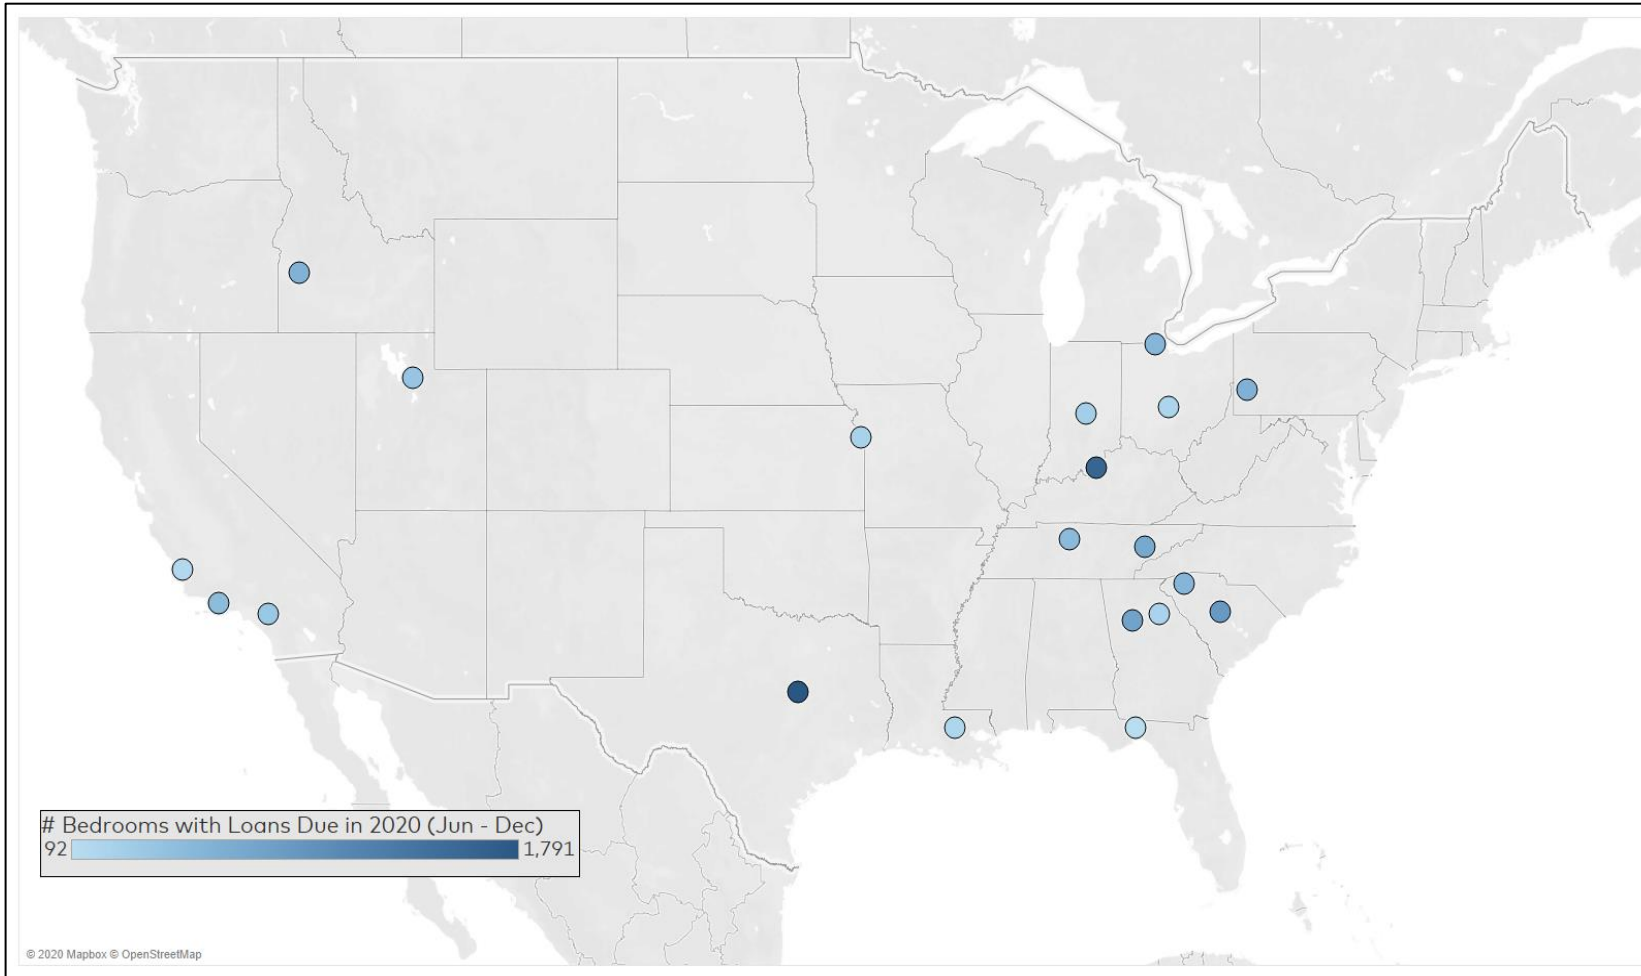 # Bedrooms with Loans Due in 2020 (Jun - Dec)
92 1,791
© 2020 Mapbox © OpenStreetMap